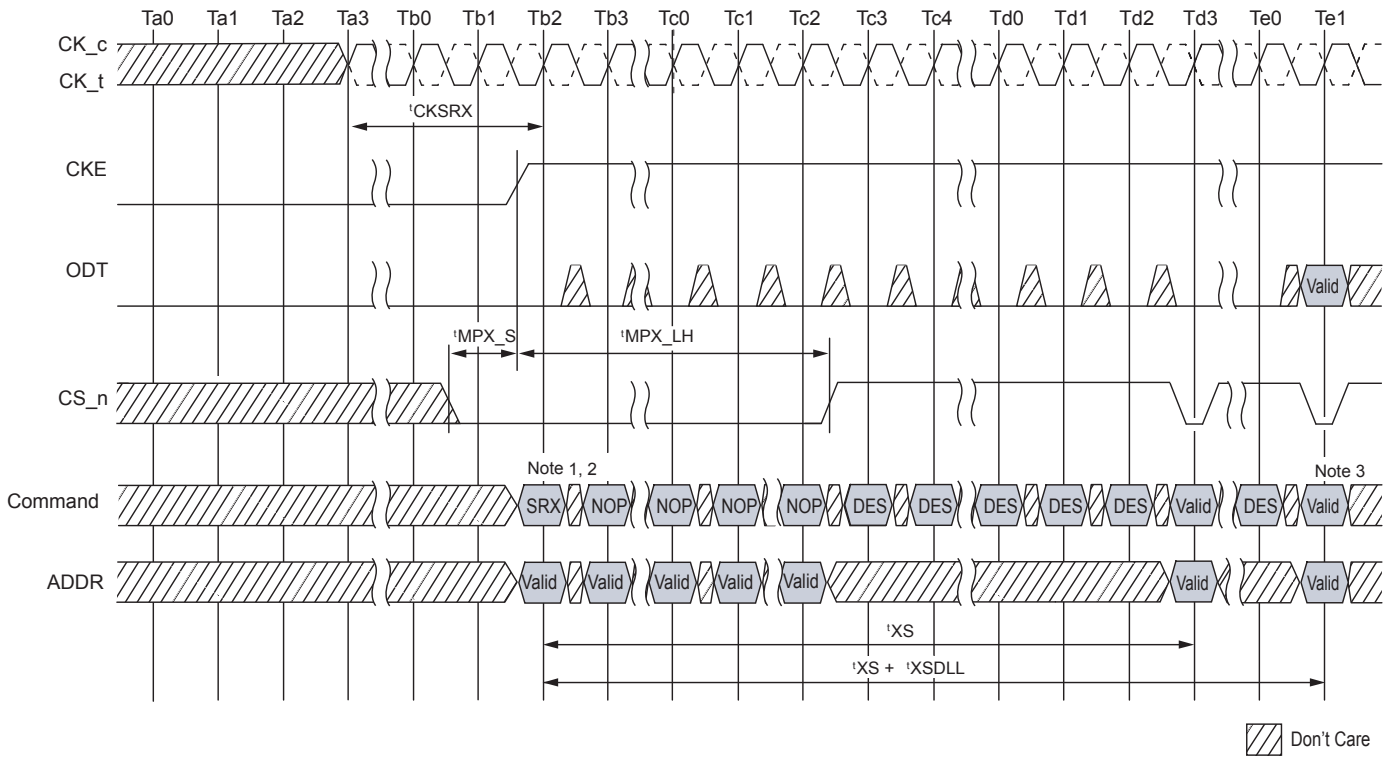 Ta0 Ta1 Ta2 Ta3 Tb0 Tb1 Tb2 Tb3 Tc0 Tc1 Tc2 Tc3 Tc4 Td0 Td1 Td2 Td3 Te0 Te1
CK_c
CK_t
tCKSRX
CKE
ODT
Valid
tMPX_S tMPX_LH
CS_n
Note 1, 2 Note 3
Command SRX NOP NOP NOP NOP DES DES DES DES DES Valid DES Valid
ADDR Valid Valid Valid Valid Valid Valid Valid
tXS
tXS + tXSDLL
Don't Care